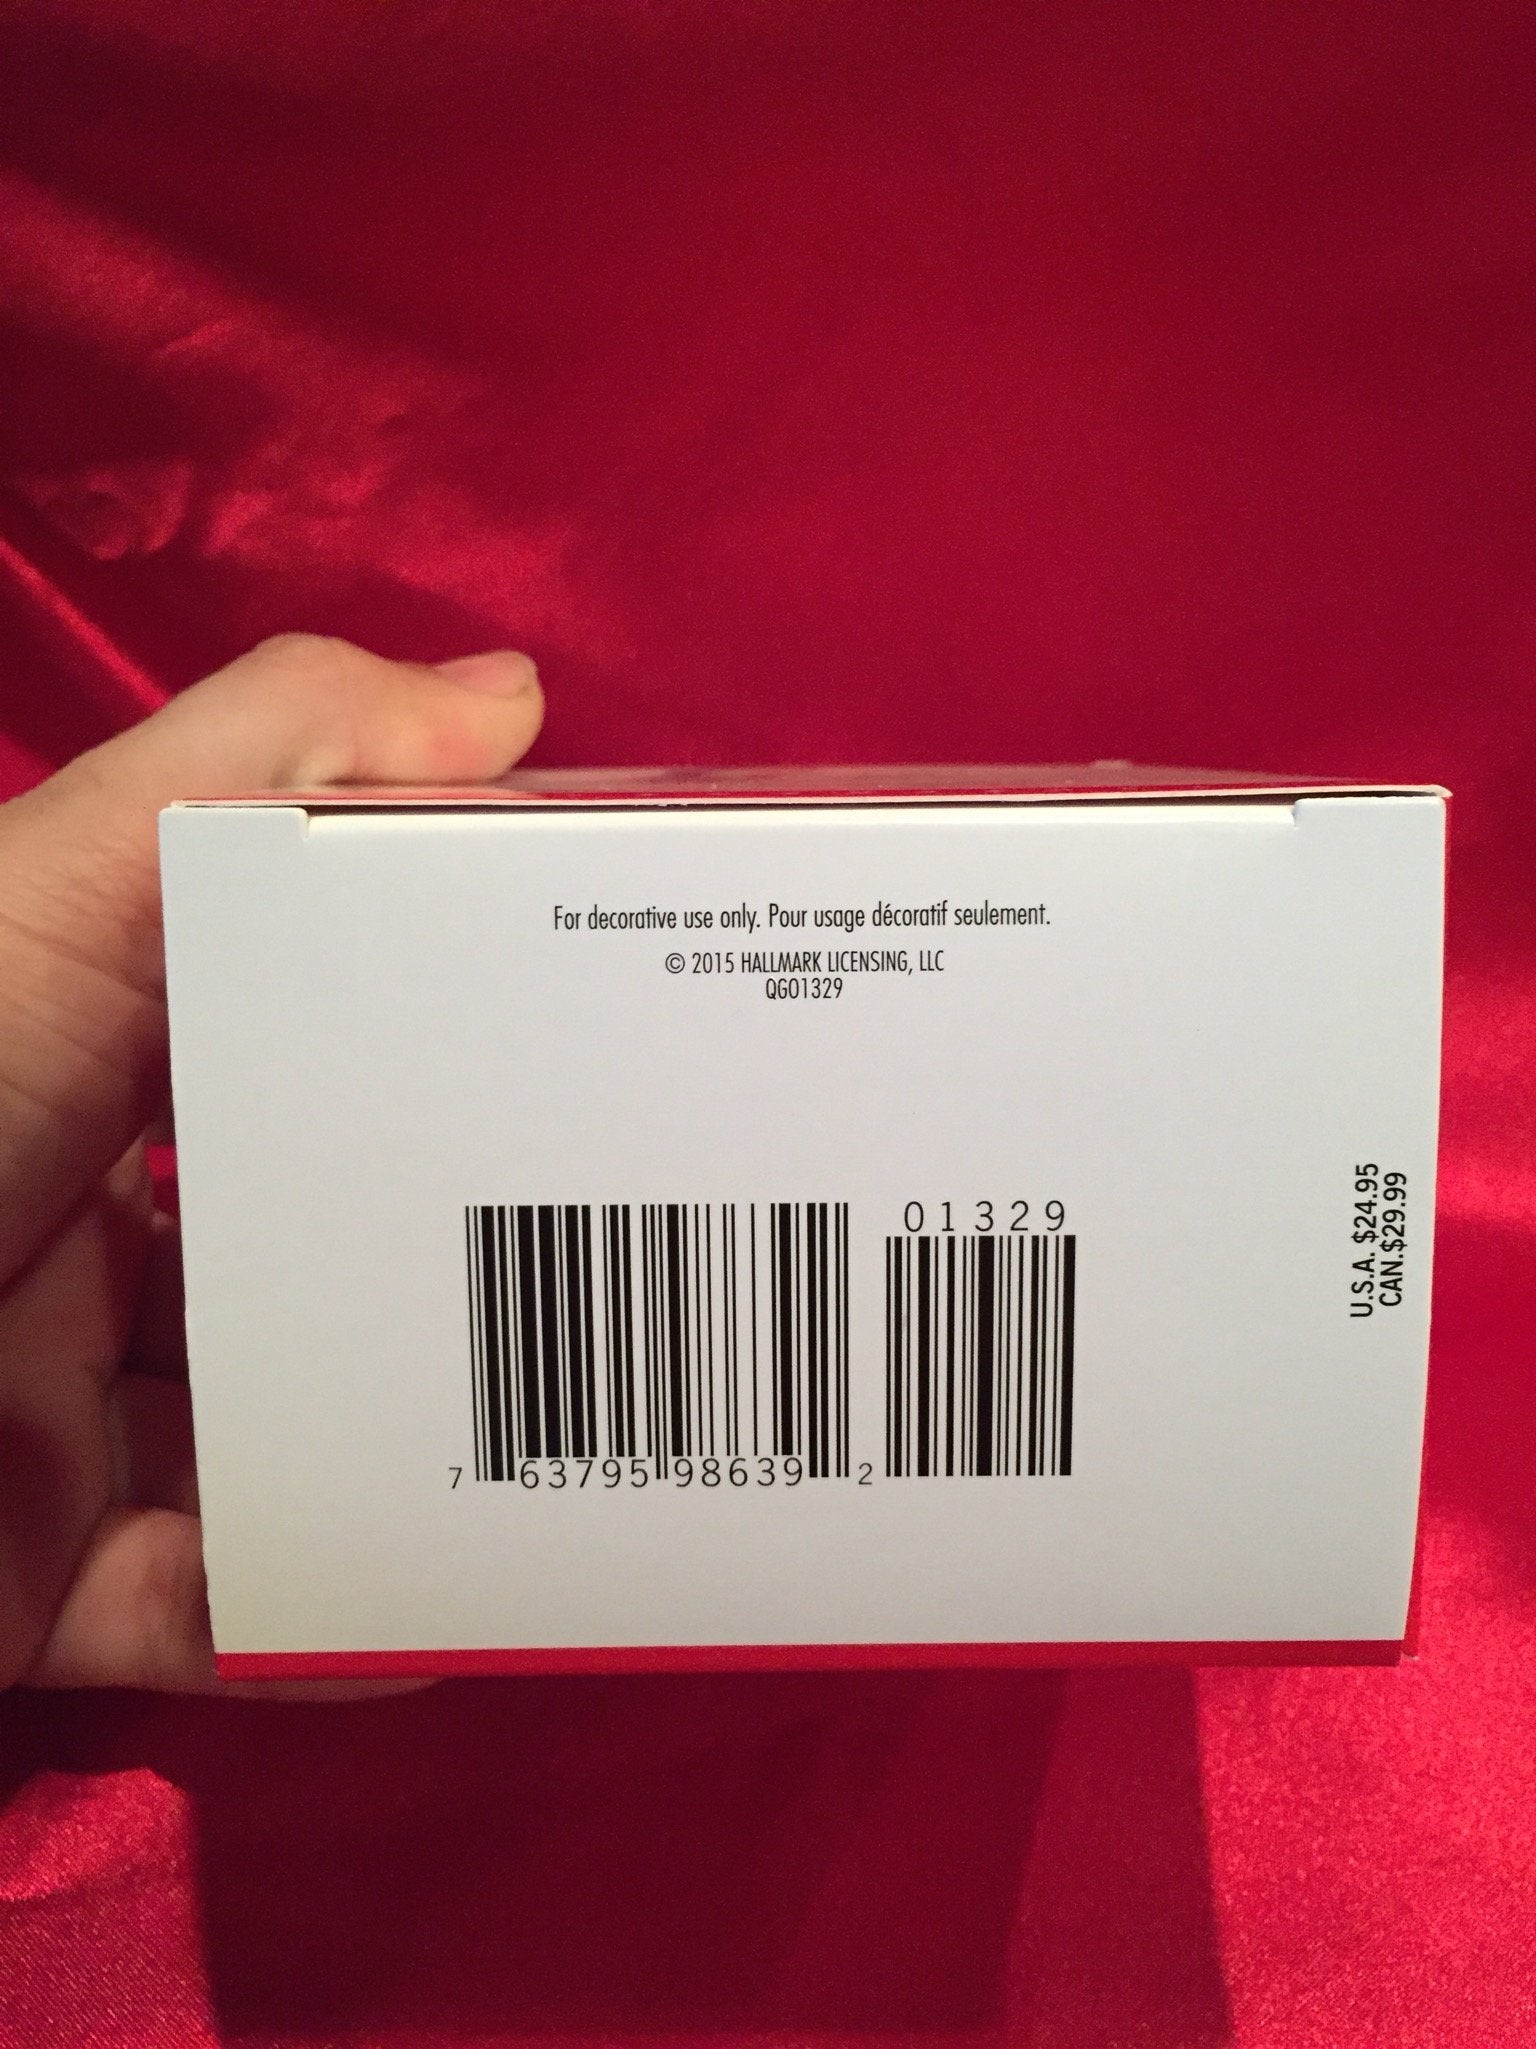 For decorative use only. Pour usage décoratif seulement.
© 2015 HALLMARK LICENSING, LLC
QGO1329
01329
7 63795 98639 2
U.S.A. $24.95
CAN.$29.99